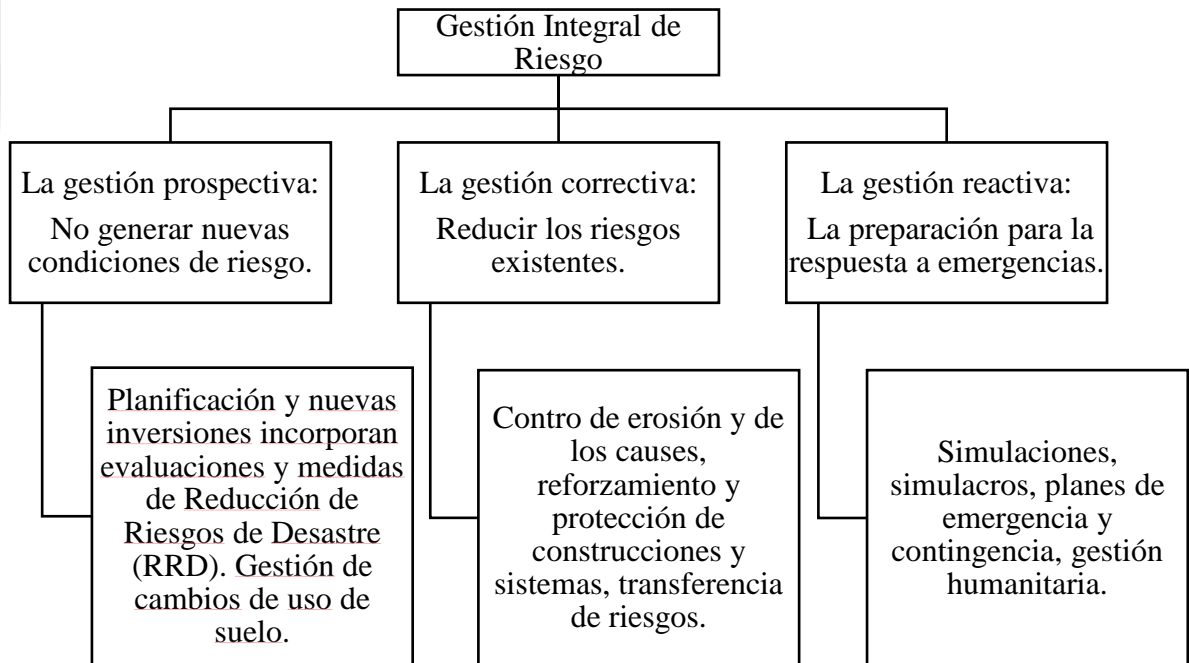 Gestión Integral de
Riesgo
La gestión prospectiva:
No generar nuevas
condiciones de riesgo.
Planificación y nuevas
inversiones incorporan
evaluaciones y medidas
de Reducción de
Riesgos de Desastre
(RRD). Gestión de
cambios de uso de
suelo.
La gestión correctiva:
Reducir los riesgos
existentes.
Contro de erosión y de
los causes,
reforzamiento y
protección de
construcciones y
sistemas, transferencia
de riesgos.
La gestión reactiva:
La preparación para la
respuesta a emergencias.
Simulaciones,
simulacros, planes de
emergencia y
contingencia, gestión
humanitaria.